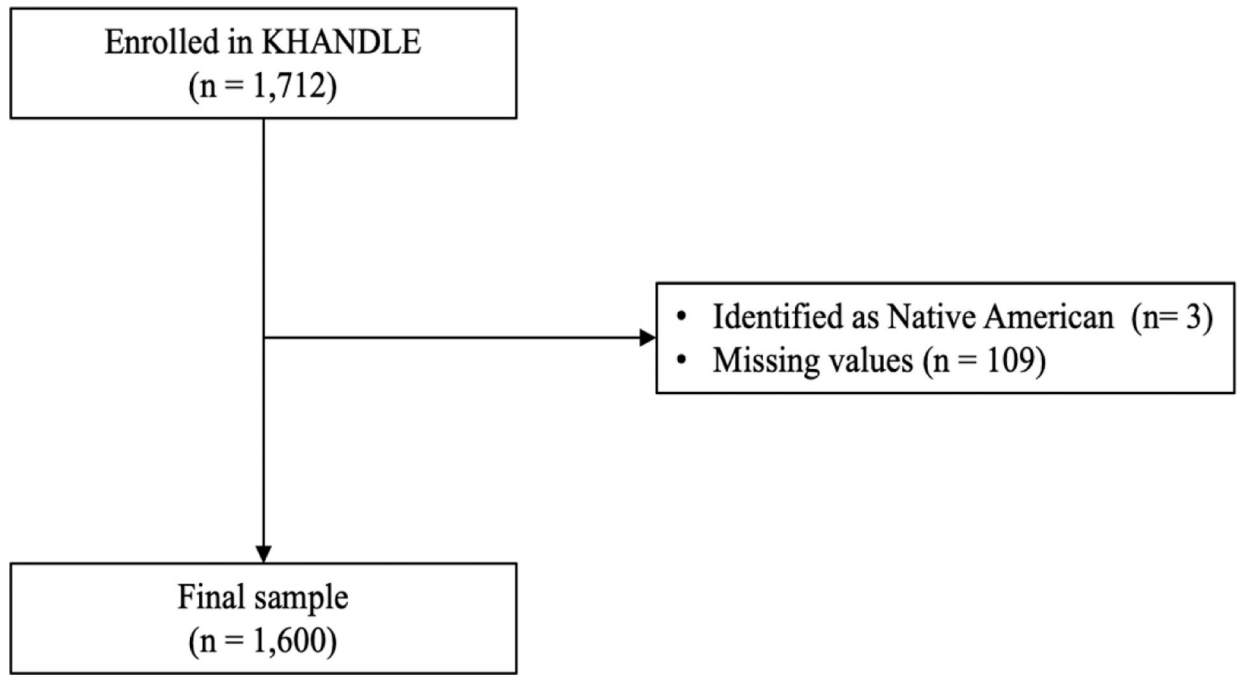 Enrolled in KHANDLE
(n = 1,712)
• Identified as Native American (n= 3)
• Missing values (n = 109)
Final sample
(n = 1,600)